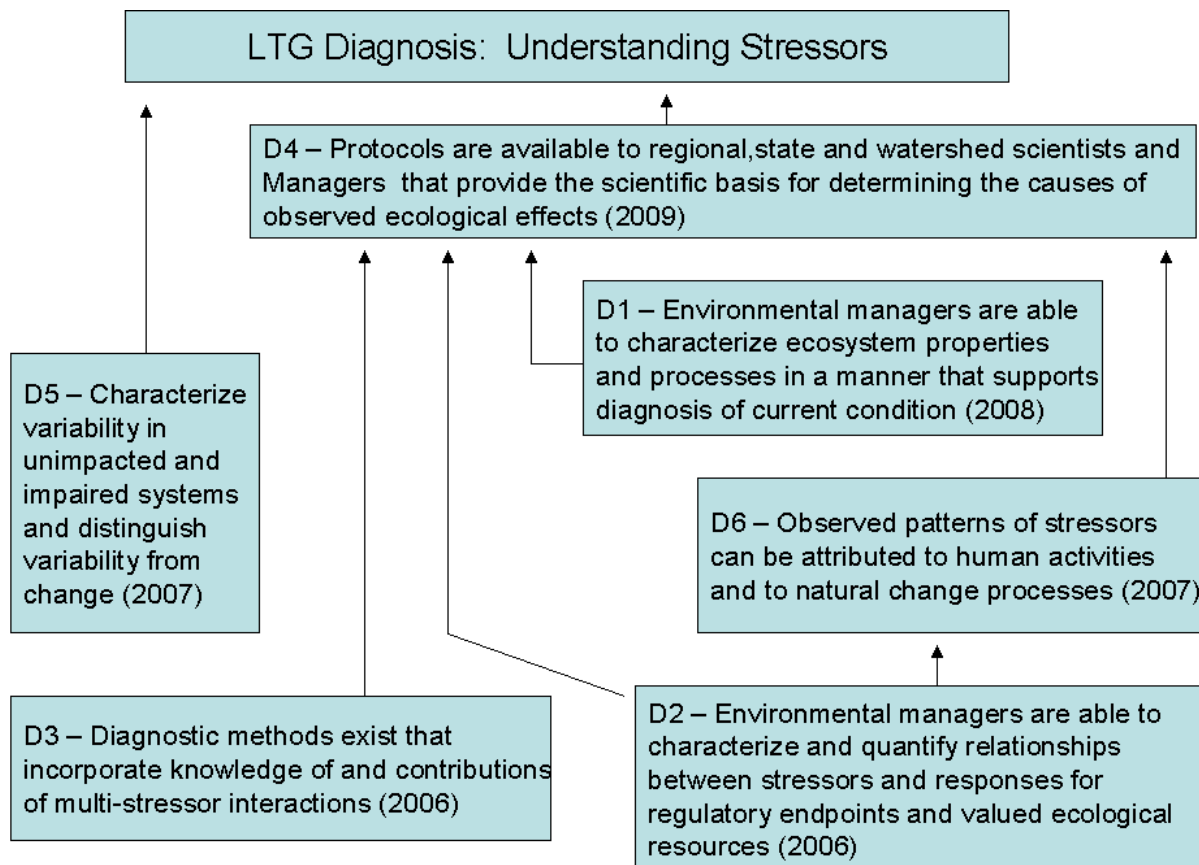 LTG Diagnosis:  Understanding Stressors
D4 – Protocols are available to regional,state and watershed scientists and
Managers  that provide the scientific basis for determining the causes of
observed ecological effects (2009)
D1 – Environmental managers are able
to characterize ecosystem properties
and processes in a manner that supports
diagnosis of current condition (2008)
D5 – Characterize
variability in
unimpacted and
impaired systems
and distinguish
variability from
change (2007)
D6 – Observed patterns of stressors
can be attributed to human activities
and to natural change processes (2007)
D3 – Diagnostic methods exist that
incorporate knowledge of and contributions
of multi-stressor interactions (2006)
D2 – Environmental managers are able to
characterize and quantify relationships
between stressors and responses for
regulatory endpoints and valued ecological
resources (2006)